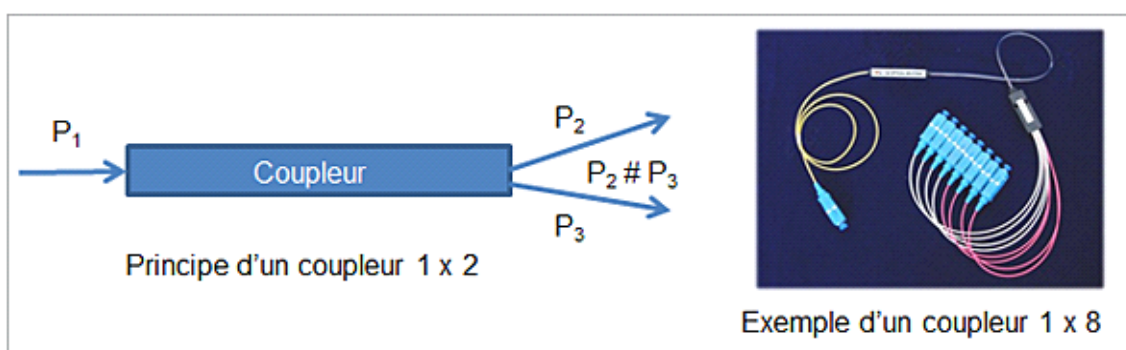 P1
Coupleur
P2
P2 # P3
P3
Principe d'un coupleur 1 x 2
Exemple d'un coupleur 1 x 8